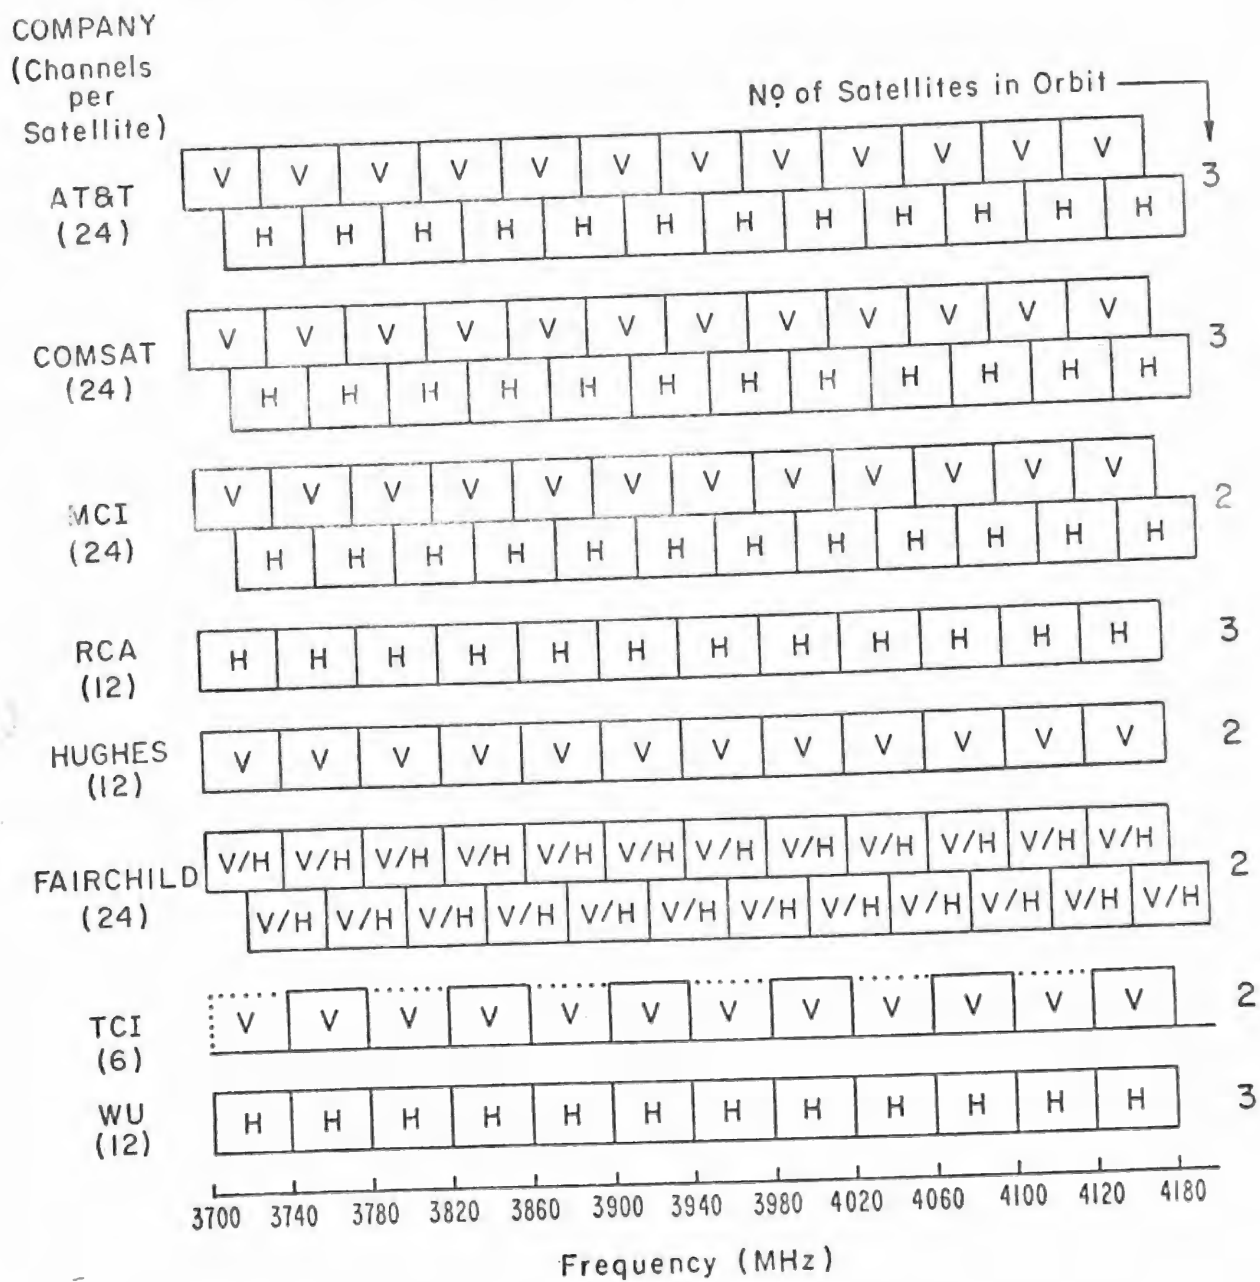 COMPANY
(Channels
per
Satellite)
Nº of Satellites in Orbit
AT&T
(24)
V V V V V V V V V V V V
H H H H H H H H H H H H
3
COMSAT
(24)
V V V V V V V V V V V V
H H H H H H H H H H H H
3
MCI
(24)
V V V V V V V V V V V V
H H H H H H H H H H H H
2
RCA
(12)
H H H H H H H H H H H H
3
HUGHES
(12)
V V V V V V V V V V V V
2
FAIRCHILD
(24)
V/H V/H V/H V/H V/H V/H V/H V/H V/H V/H V/H V/H
V/H V/H V/H V/H V/H V/H V/H V/H V/H V/H V/H V/H
2
TCI
(6)
V V V V V V V V V V V V
2
WU
(12)
H H H H H H H H H H H H
3
3700 3740 3780 3820 3860 3900 3940 3980 4020 4060 4100 4120 4180
Frequency (MHz)